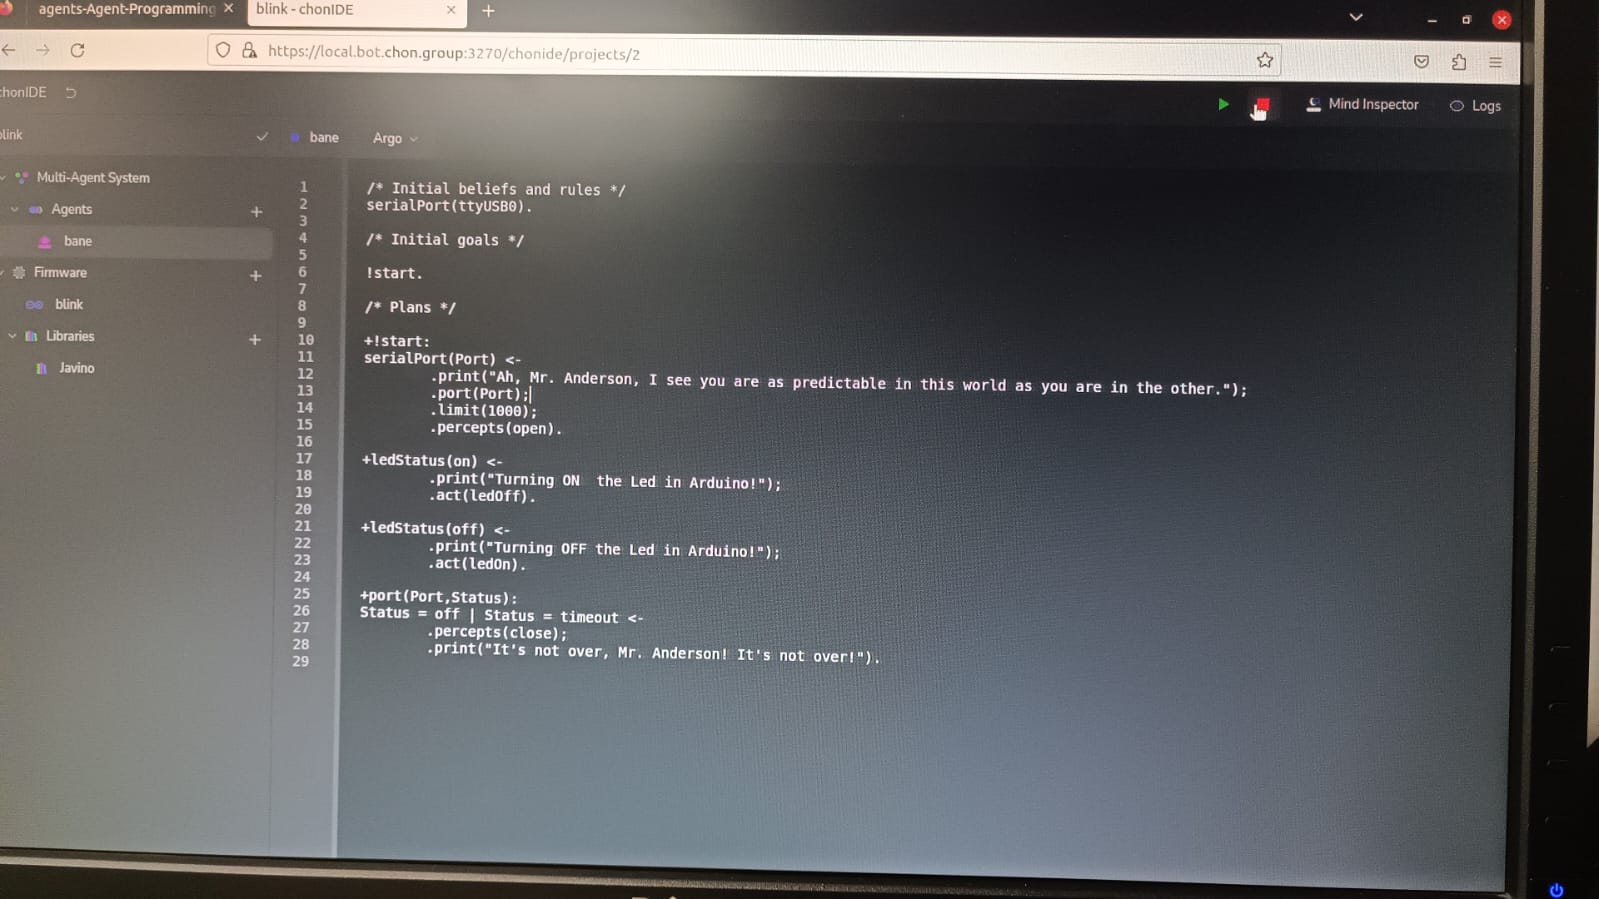 agents-Agent-Programming
blink - chonIDE
https://local.bot.chon.group:3270/chonide/projects/2
chonIDE
Mind Inspector
Logs
blink
bane
Argo
Multi-Agent System
Agents
bane
Firmware
blink
Libraries
Javino
1 /* Initial beliefs and rules */
2 serialPort(ttyUSB0).
3
4 /* Initial goals */
5
6 !start.
7
8 /* Plans */
9
10 +!start:
11 serialPort(Port) <-
12 .print("Ah, Mr. Anderson, I see you are as predictable in this world as you are in the other.");
13 .port(Port);
14 .limit(1000);
15 .percepts(open).
16
17 +ledStatus(on) <-
18 .print("Turning ON  the Led in Arduino!");
19 .act(ledOff).
20
21 +ledStatus(off) <-
22 .print("Turning OFF the Led in Arduino!");
23 .act(ledOn).
24
25 +port(Port,Status):
26 Status = off | Status = timeout <-
27 .percepts(close);
28 .print("It's not over, Mr. Anderson! It's not over!").
29